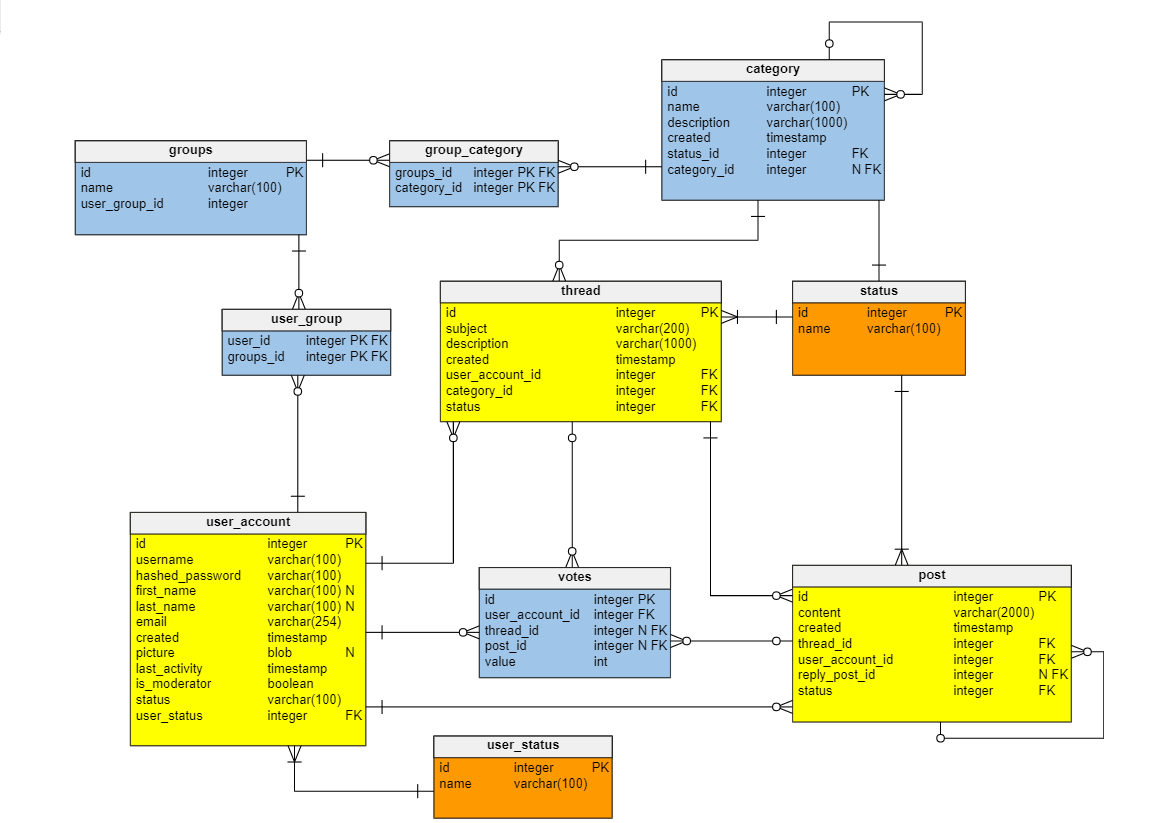 category
id integer PK
name varchar(100)
description varchar(1000)
created timestamp
status_id integer FK
category_id integer N FK
groups
id integer PK
name varchar(100)
user_group_id integer
group_category
groups_id integer PK FK
category_id integer PK FK
user_group
user_id integer PK FK
groups_id integer PK FK
thread
id integer PK
subject varchar(200)
description varchar(1000)
created timestamp
user_account_id integer FK
category_id integer FK
status integer FK
status
id integer PK
name varchar(100)
user_account
id integer PK
username varchar(100)
hashed_password varchar(100)
first_name varchar(100) N
last_name varchar(100) N
email varchar(254)
created timestamp
picture blob N
last_activity timestamp
is_moderator boolean
status varchar(100)
user_status integer FK
votes
id integer PK
user_account_id integer FK
thread_id integer N FK
post_id integer N FK
value int
post
id integer PK
content varchar(2000)
created timestamp
thread_id integer FK
user_account_id integer FK
reply_post_id integer N FK
status integer FK
user_status
id integer PK
name varchar(100)